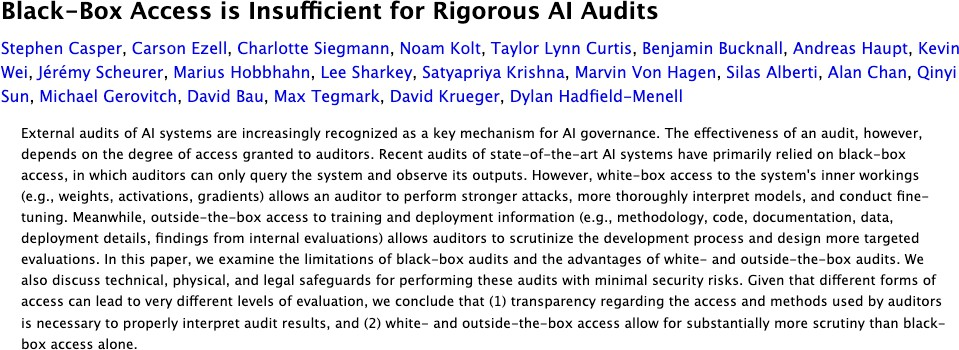 Black-Box Access is Insufficient for Rigorous AI Audits
Stephen Casper, Carson Ezell, Charlotte Siegmann, Noam Kolt, Taylor Lynn Curtis, Benjamin Bucknall, Andreas Haupt, Kevin
Wei, Jérémy Scheurer, Marius Hobbhahn, Lee Sharkey, Satyapriya Krishna, Marvin Von Hagen, Silas Alberti, Alan Chan, Qinyi
Sun, Michael Gerovitch, David Bau, Max Tegmark, David Krueger, Dylan Hadfield-Menell
External audits of AI systems are increasingly recognized as a key mechanism for AI governance. The effectiveness of an audit, however,
depends on the degree of access granted to auditors. Recent audits of state-of-the-art AI systems have primarily relied on black-box
access, in which auditors can only query the system and observe its outputs. However, white-box access to the system's inner workings
(e.g., weights, activations, gradients) allows an auditor to perform stronger attacks, more thoroughly interpret models, and conduct fine-
tuning. Meanwhile, outside-the-box access to training and deployment information (e.g., methodology, code, documentation, data,
deployment details, findings from internal evaluations) allows auditors to scrutinize the development process and design more targeted
evaluations. In this paper, we examine the limitations of black-box audits and the advantages of white- and outside-the-box audits. We
also discuss technical, physical, and legal safeguards for performing these audits with minimal security risks. Given that different forms of
access can lead to very different levels of evaluation, we conclude that (1) transparency regarding the access and methods used by auditors
is necessary to properly interpret audit results, and (2) white- and outside-the-box access allow for substantially more scrutiny than black-
box access alone.